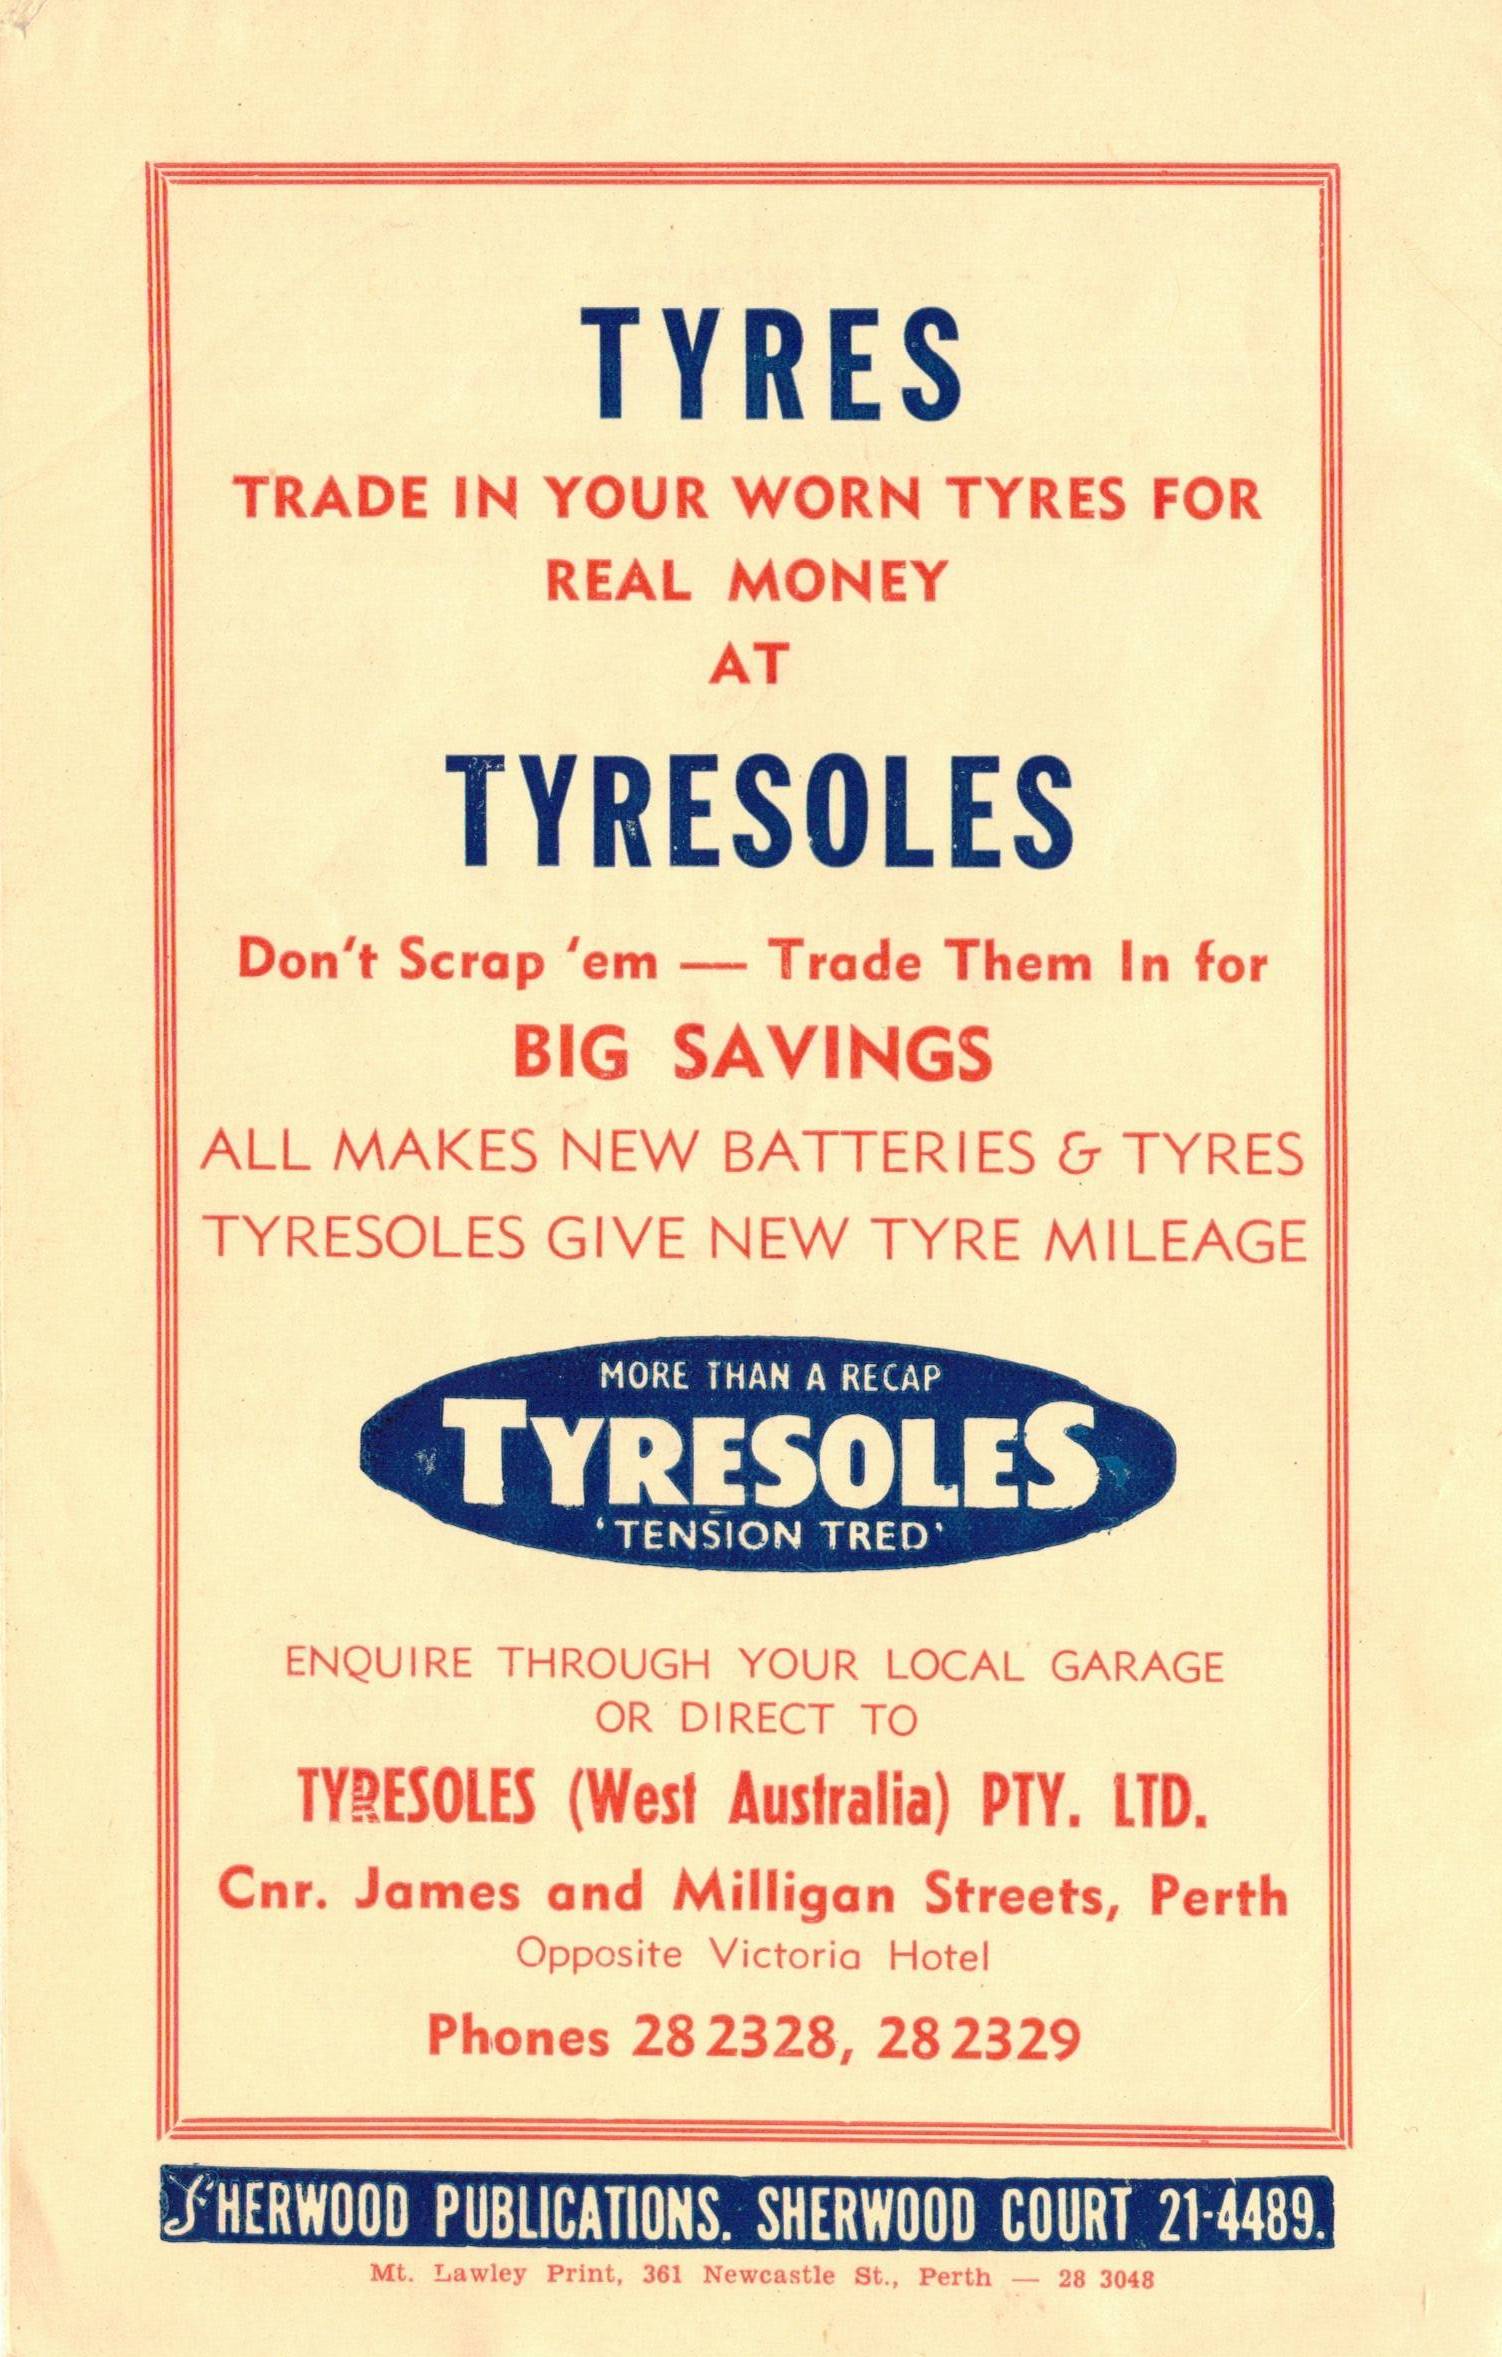 TYRES
TRADE IN YOUR WORN TYRES FOR
REAL MONEY
AT
TYRESOLES
Don't Scrap 'em — Trade Them In for
BIG SAVINGS
ALL MAKES NEW BATTERIES & TYRES
TYRESOLES GIVE NEW TYRE MILEAGE
MORE THAN A RECAP
TYRESOLES
'TENSION TRED'
ENQUIRE THROUGH YOUR LOCAL GARAGE
OR DIRECT TO
TYRESOLES (West Australia) PTY. LTD.
Cnr. James and Milligan Streets, Perth
Opposite Victoria Hotel
Phones 28 2328, 28 2329
SHERWOOD PUBLICATIONS. SHERWOOD COURT 21-4489.
Mt. Lawley Print, 361 Newcastle St., Perth — 28 3048